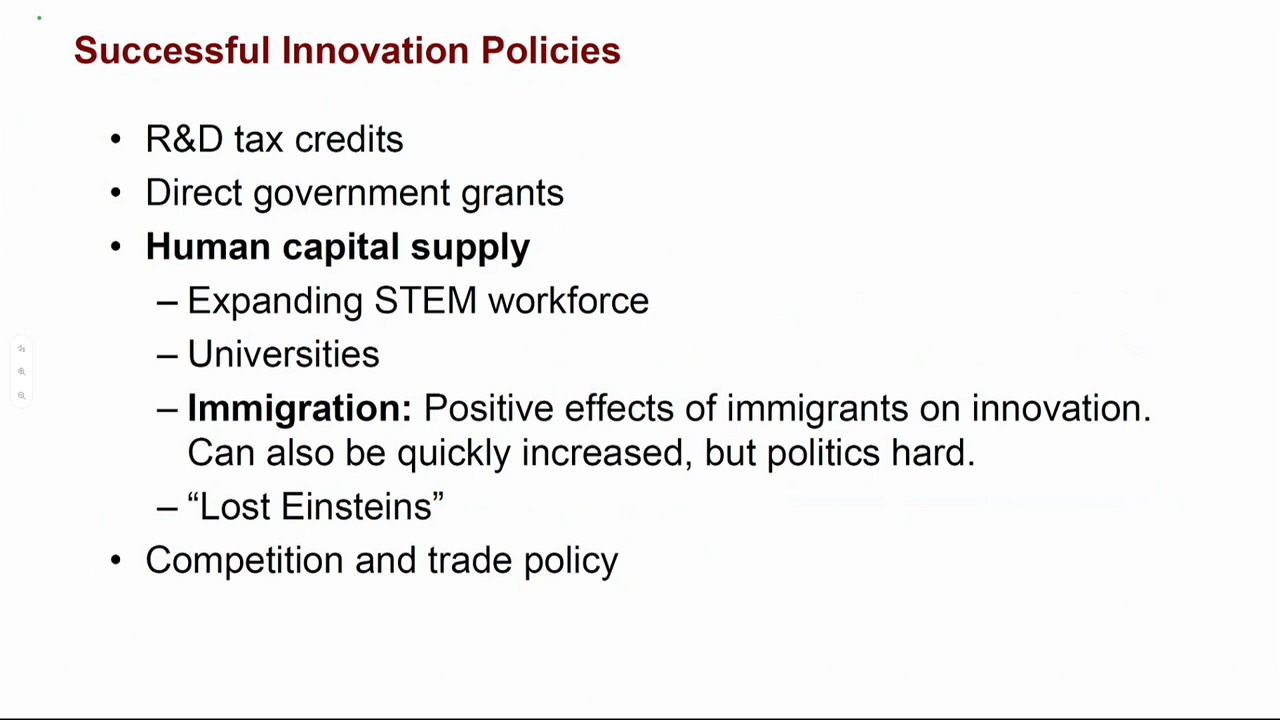 Successful Innovation Policies
• R&D tax credits
• Direct government grants
• Human capital supply
– Expanding STEM workforce
– Universities
– Immigration: Positive effects of immigrants on innovation.
Can also be quickly increased, but politics hard.
– “Lost Einsteins”
• Competition and trade policy